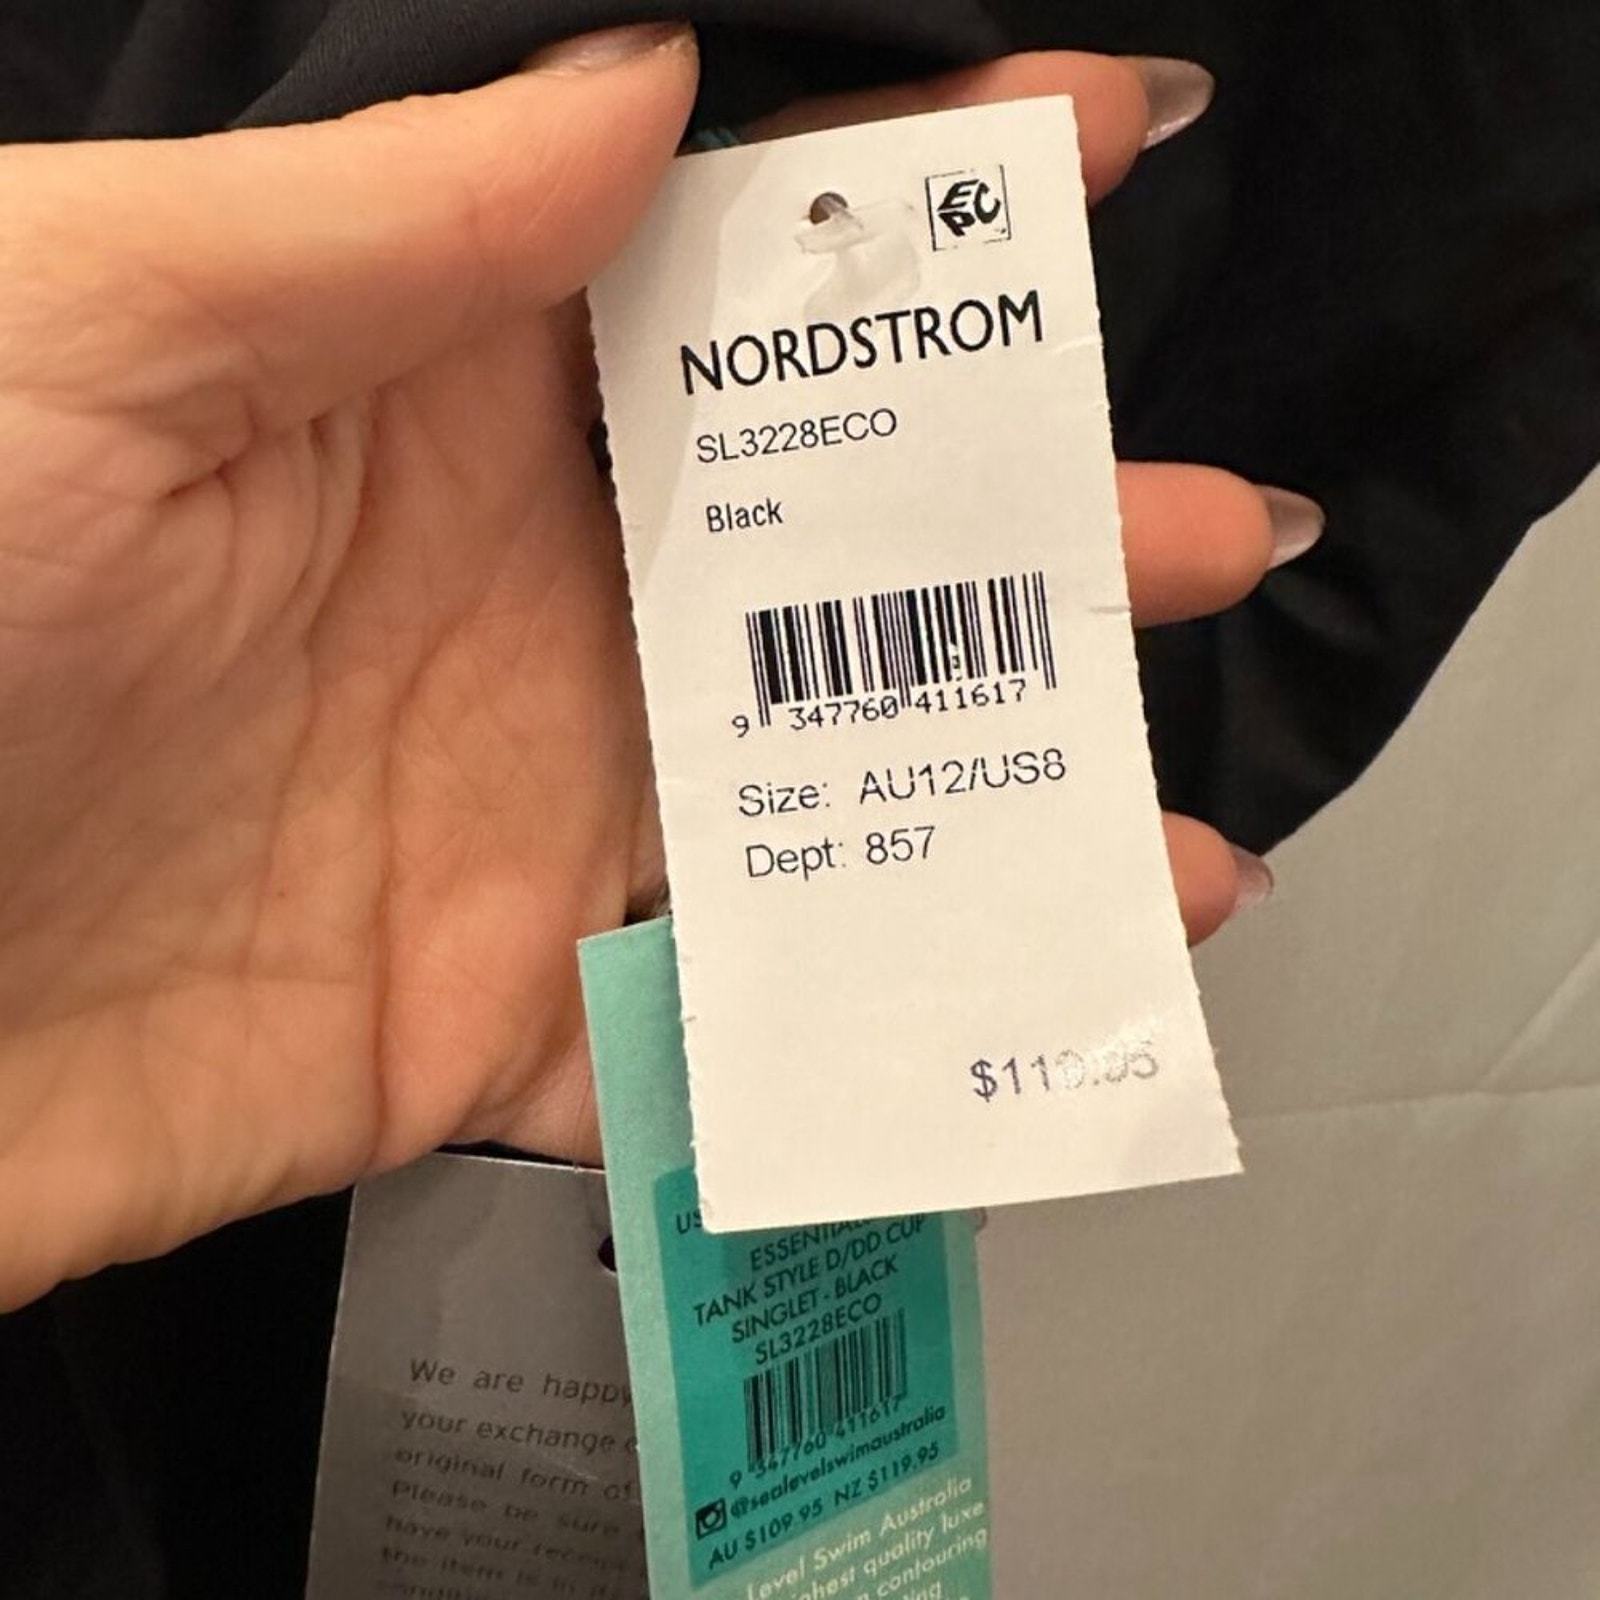 EPC
NORDSTROM
SL3228ECO
Black
9 347760 411617
Size: AU12/US8
Dept: 857
US
ESSENTIAL
TANK STYLE D/DD CUP
SINGLET - BLACK
SL3228ECO
9 347760 411617
@sealevelswimaustralia
AU $109.95 NZ $119.95
Level Swim Australia
quality luxe
contouring
We are happy
your exchange
original form of
Please be sure
have your receipt
the item is in